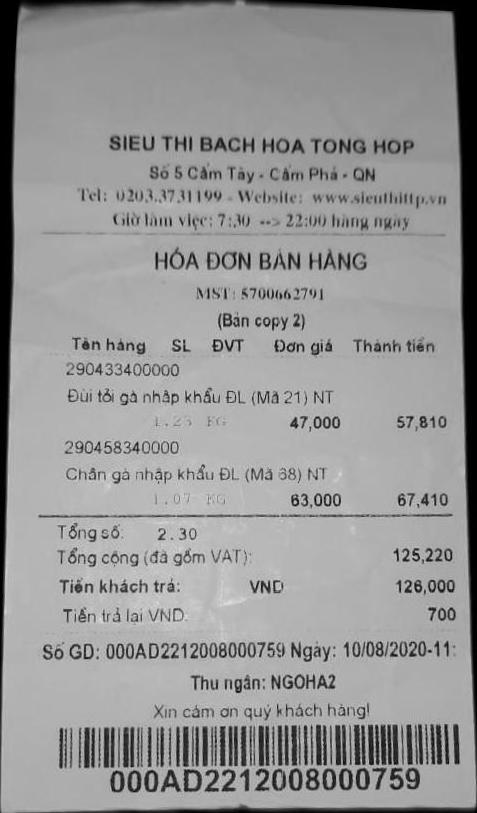 SIEU THI BACH HOA TONG HOP
Số 5 Cẩm Tây - Cẩm Phả - QN
Tel: 0203.3731199 - Website: www.sieuthittp.vn
Giờ làm việc: 7:30 --> 22:00 hàng ngày
HÓA ĐƠN BÁN HÀNG
MST: 5700662791
(Bản copy 2)
Tên hàng SL ĐVT Đơn giá Thành tiền
290433400000
Đùi tỏi gà nhập khẩu ĐL (Mã 21) NT
1.23 KG 47,000 57,810
290458340000
Chân gà nhập khẩu ĐL (Mã 68) NT
1.07 KG 63,000 67,410
Tổng số: 2.30
Tổng cộng (đã gồm VAT): 125,220
Tiền khách trả: VND 126,000
Tiền trả lại VND: 700
Số GD: 000AD2212008000759 Ngày: 10/08/2020-11:
Thu ngân: NGOHA2
Xin cám ơn quý khách hàng!
000AD2212008000759